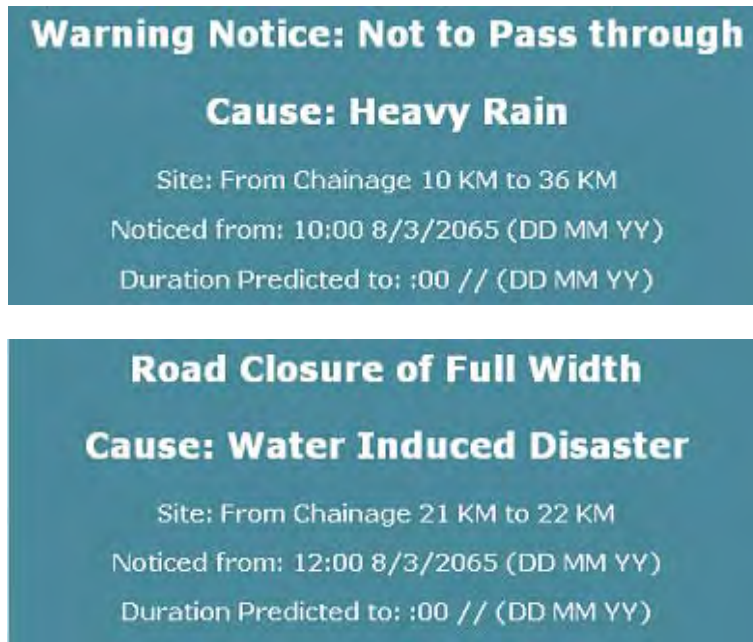 Warning Notice: Not to Pass through
Cause: Heavy Rain
Site: From Chainage 10 KM to 36 KM
Noticed from: 10:00 8/3/2065 (DD MM YY)
Duration Predicted to: :00 // (DD MM YY)
Road Closure of Full Width
Cause: Water Induced Disaster
Site: From Chainage 21 KM to 22 KM
Noticed from: 12:00 8/3/2065 (DD MM YY)
Duration Predicted to: :00 // (DD MM YY)